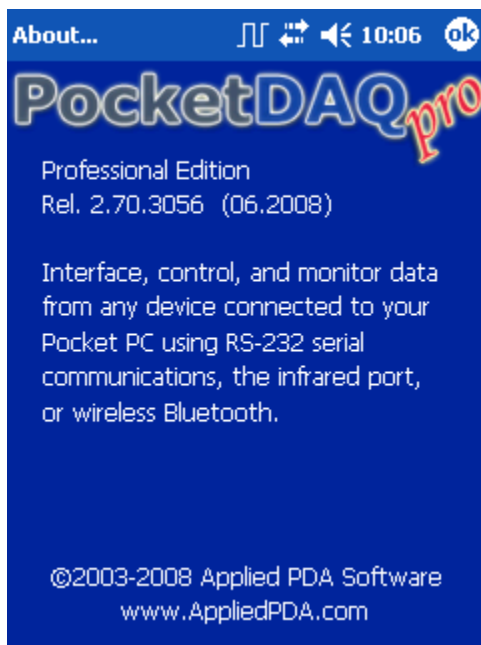 About... 10:06 ok
PocketDAQpro
Professional Edition
Rel. 2.70.3056 (06.2008)
Interface, control, and monitor data
from any device connected to your
Pocket PC using RS-232 serial
communications, the infrared port,
or wireless Bluetooth.
©2003-2008 Applied PDA Software
www.AppliedPDA.com